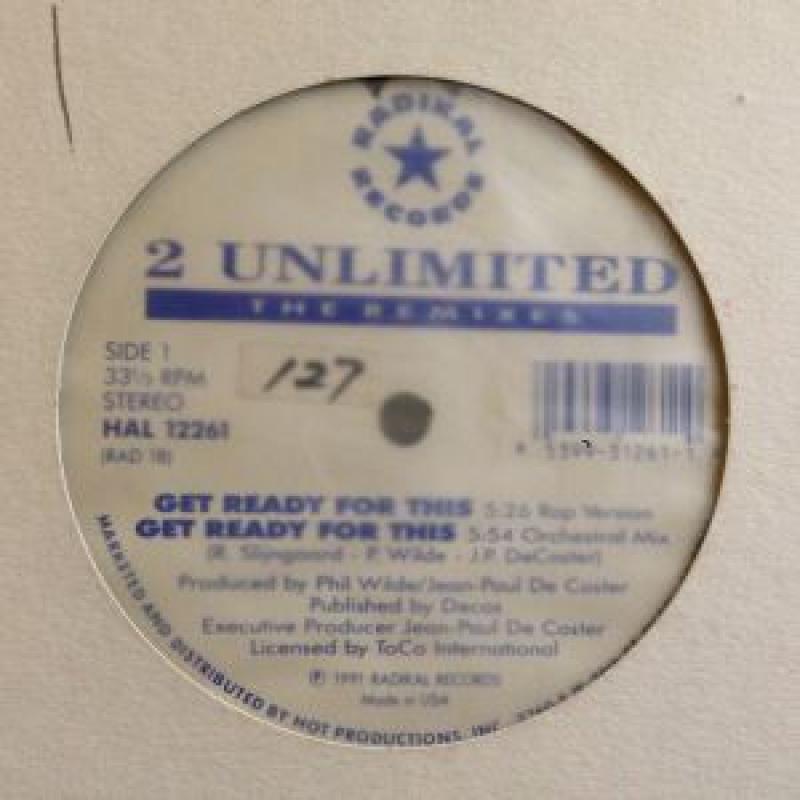 RADIKAL RECORDS
2 UNLIMITED
THE REMIXES
SIDE 1
33⅓ RPM
STEREO
HAL 12261
(RAD 18)
127
GET READY FOR THIS 5:26 Rap Version
GET READY FOR THIS 5:54 Orchestral Mix
(R. Slijngaard - P. Wilde - J.P. DeCoster)
Produced by Phil Wilde/Jean-Paul De Coster
Published by Decos
Executive Producer Jean-Paul De Coster
Licensed by ToCo International
℗ 1991 RADIKAL RECORDS
Made in USA
MARKETED AND DISTRIBUTED BY HOT PRODUCTIONS, INC.